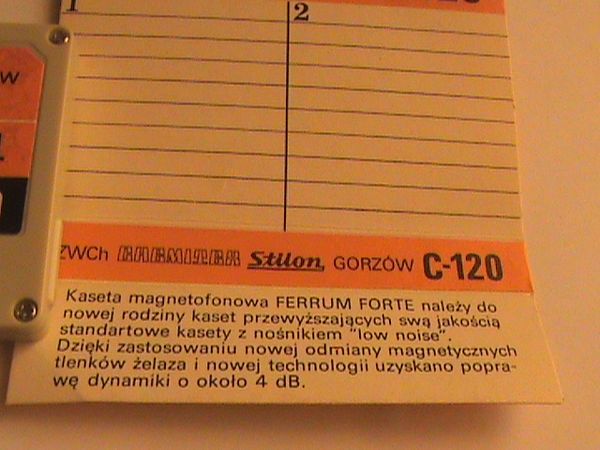 1
2
w
1
ZWCh CHEMITEX Stilon GORZÓW C-120
Kaseta magnetofonowa FERRUM FORTE należy do
nowej rodziny kaset przewyższających swą jakością
standartowe kasety z nośnikiem "low noise".
Dzięki zastosowaniu nowej odmiany magnetycznych
tlenków żelaza i nowej technologii uzyskano popra-
wę dynamiki o około 4 dB.